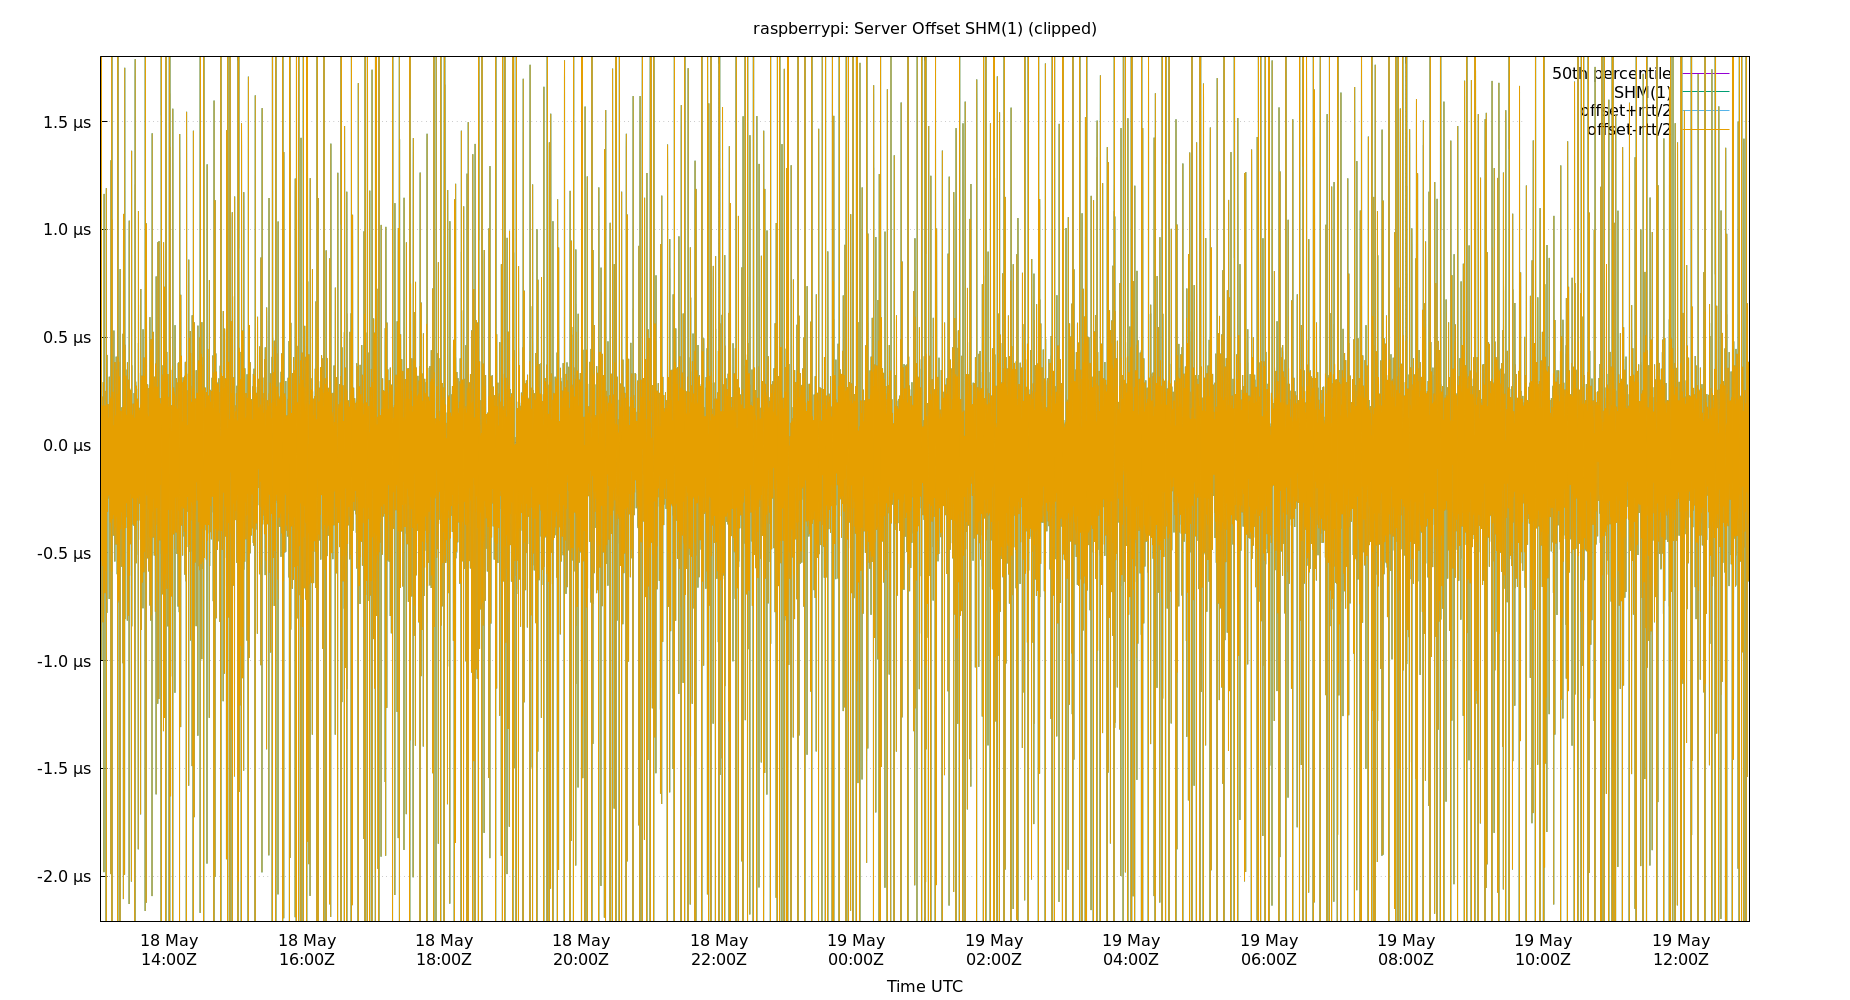 raspberrypi: Server Offset SHM(1) (clipped)
50th percentile
SHM(1)
offset+rtt/2
offset-rtt/2
1.5 µs
1.0 µs
0.5 µs
0.0 µs
-0.5 µs
-1.0 µs
-1.5 µs
-2.0 µs
18 May 18 May 18 May 18 May 18 May 19 May 19 May 19 May 19 May 19 May 19 May 19 May
14:00Z 16:00Z 18:00Z 20:00Z 22:00Z 00:00Z 02:00Z 04:00Z 06:00Z 08:00Z 10:00Z 12:00Z
Time UTC